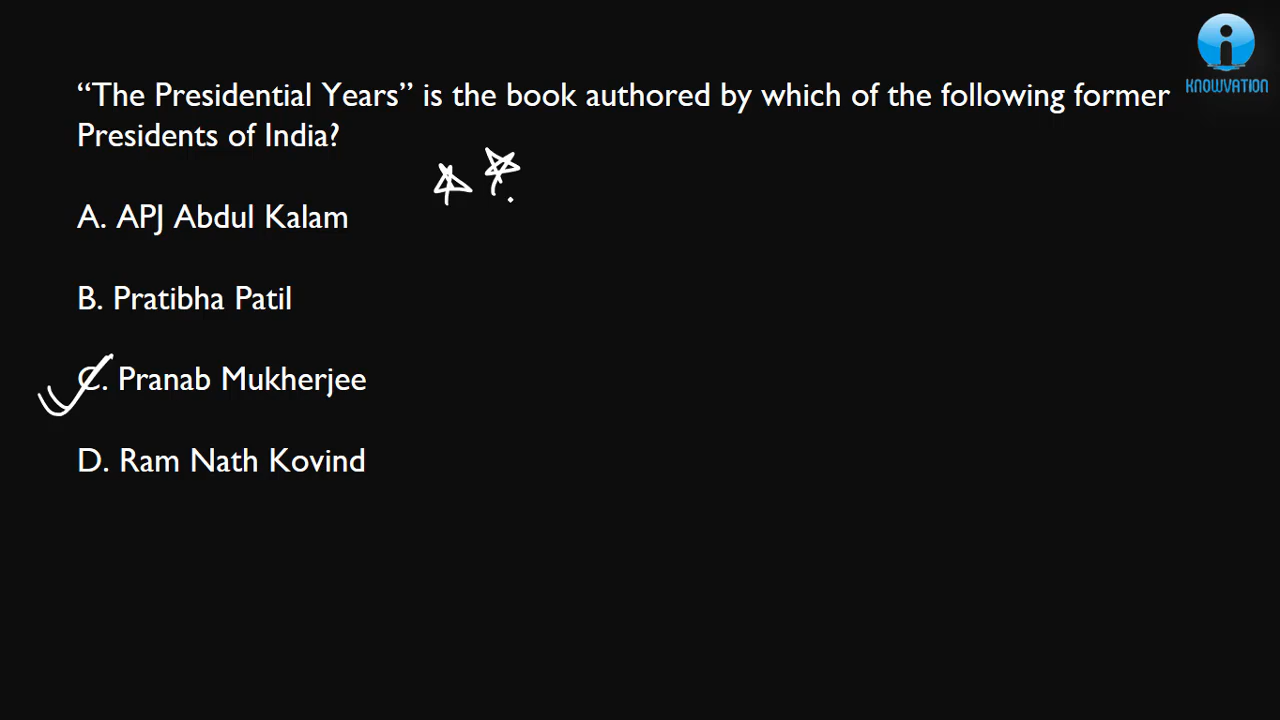 “The Presidential Years” is the book authored by which of the following former
Presidents of India?
A. APJ Abdul Kalam
B. Pratibha Patil
C. Pranab Mukherjee
D. Ram Nath Kovind
i
KNOWVATION